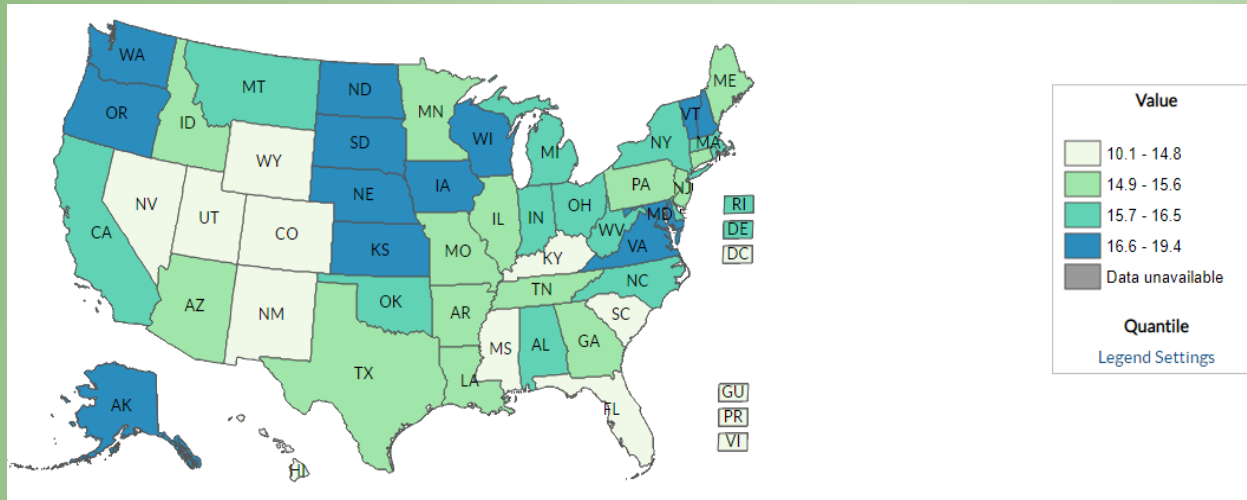 WA
MT
ND
MN
ME
OR
ID
SD
WI
MI
NY
VT
MA
WY
NE
IA
PA
NJ
NV
UT
CO
IL
IN
OH
WV
MD
VA
CA
KS
MO
KY
NC
AZ
NM
OK
AR
TN
SC
TX
LA
MS
AL
GA
FL
AK
HI
RI
DE
DC
GU
PR
VI
Value
10.1 - 14.8
14.9 - 15.6
15.7 - 16.5
16.6 - 19.4
Data unavailable
Quantile
Legend Settings